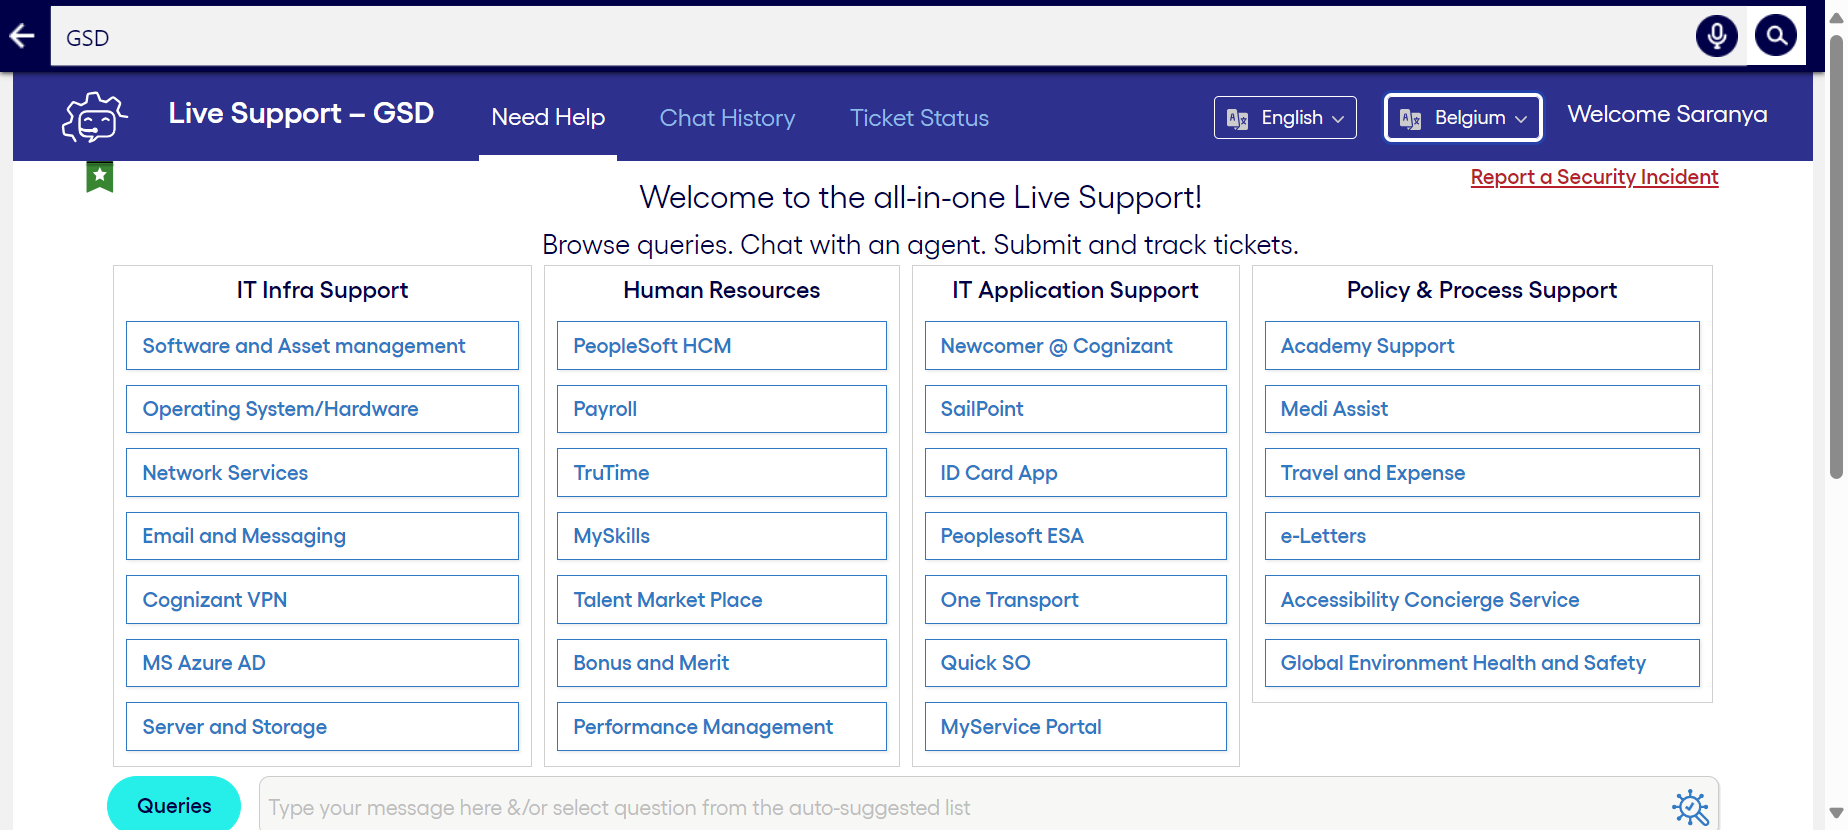 GSD
Live Support – GSD
Need Help
Chat History
Ticket Status
English
Belgium
Welcome Saranya
Report a Security Incident
Welcome to the all-in-one Live Support!
Browse queries. Chat with an agent. Submit and track tickets.
IT Infra Support
Software and Asset management
Operating System/Hardware
Network Services
Email and Messaging
Cognizant VPN
MS Azure AD
Server and Storage
Human Resources
PeopleSoft HCM
Payroll
TruTime
MySkills
Talent Market Place
Bonus and Merit
Performance Management
IT Application Support
Newcomer @ Cognizant
SailPoint
ID Card App
Peoplesoft ESA
One Transport
Quick SO
MyService Portal
Policy & Process Support
Academy Support
Medi Assist
Travel and Expense
e-Letters
Accessibility Concierge Service
Global Environment Health and Safety
Queries
Type your message here &/or select question from the auto-suggested list